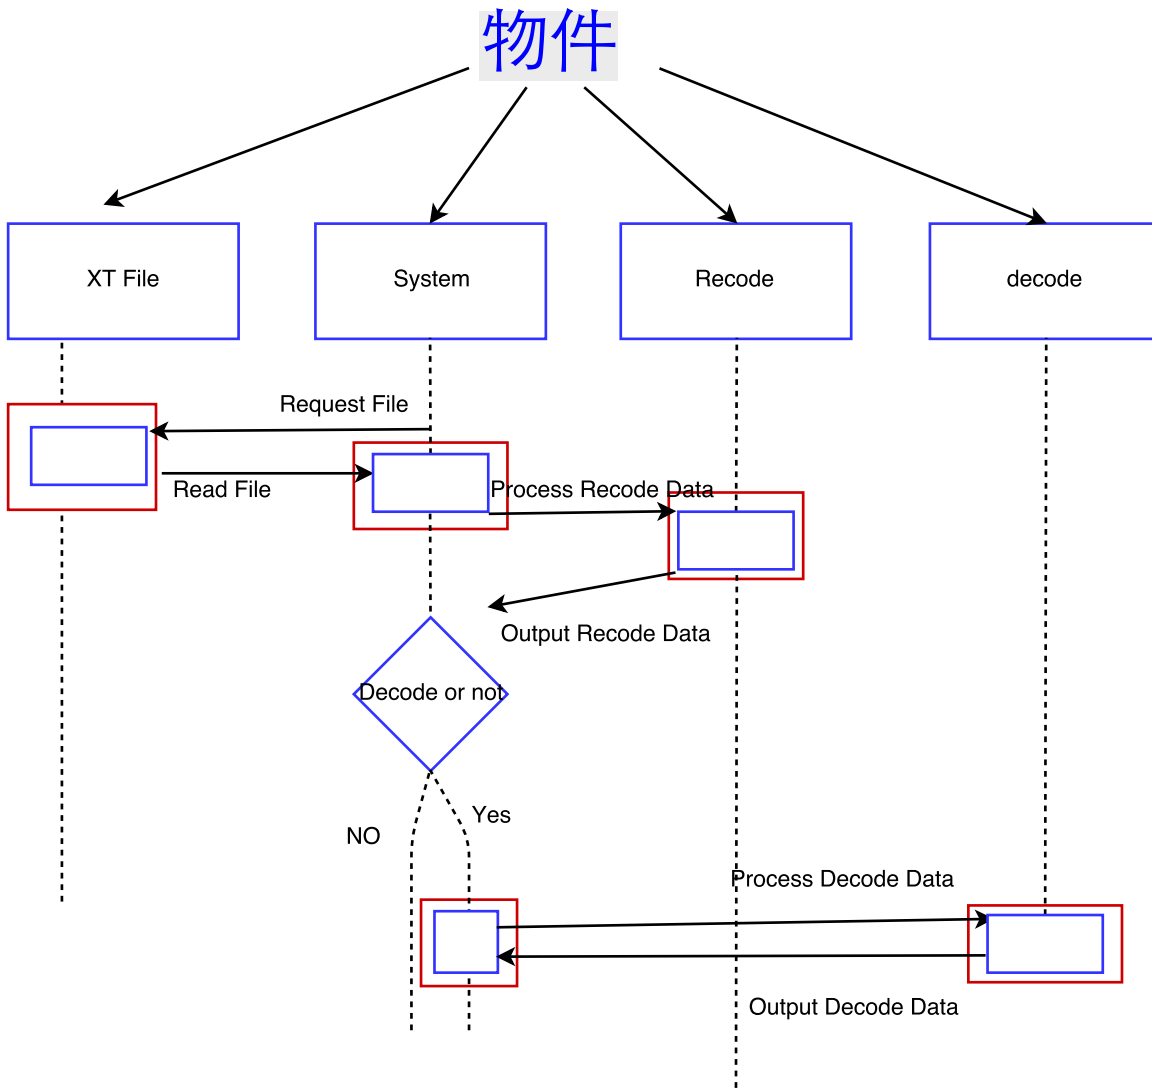 物件
XT File
System
Recode
decode
Request File
Read File
Process Recode Data
Output Recode Data
Decode or not
Yes
NO
Process Decode Data
Output Decode Data